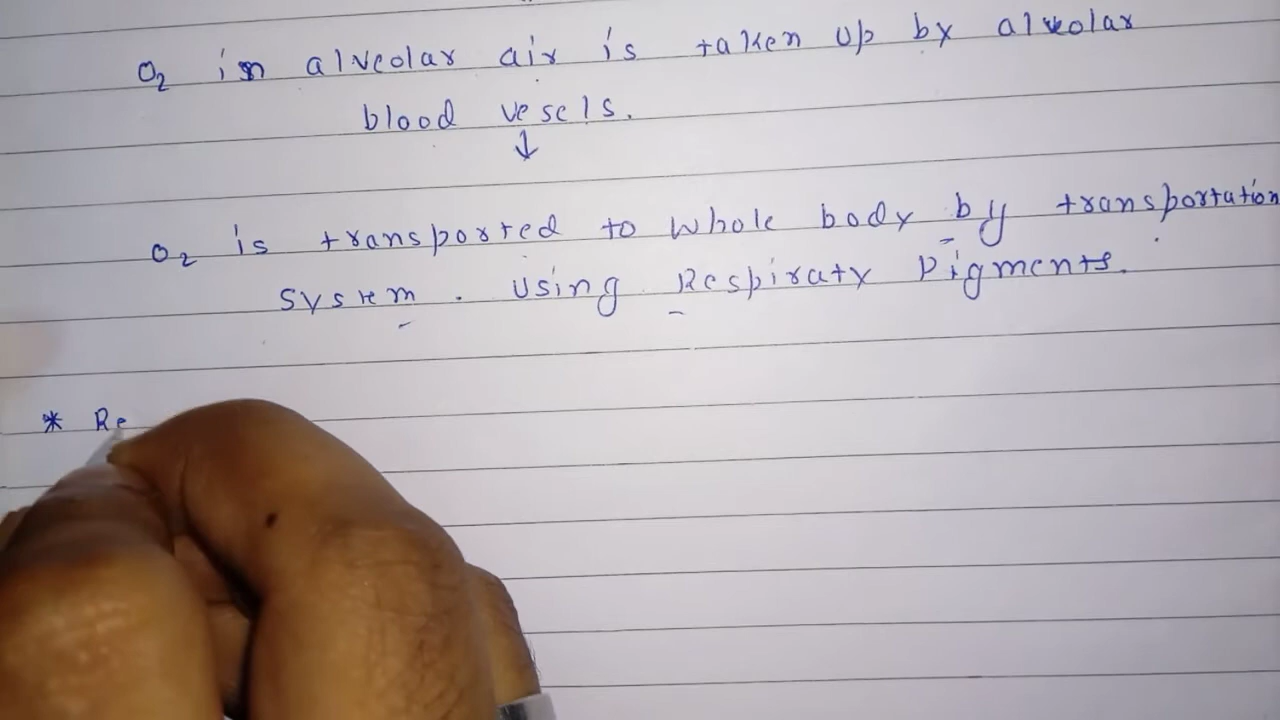 O₂ in alveolar air is taken up by alveolar
blood vesels.
↓
O₂ is transported to whole body by transportation
system. using Respiraty Pigments.
* Re